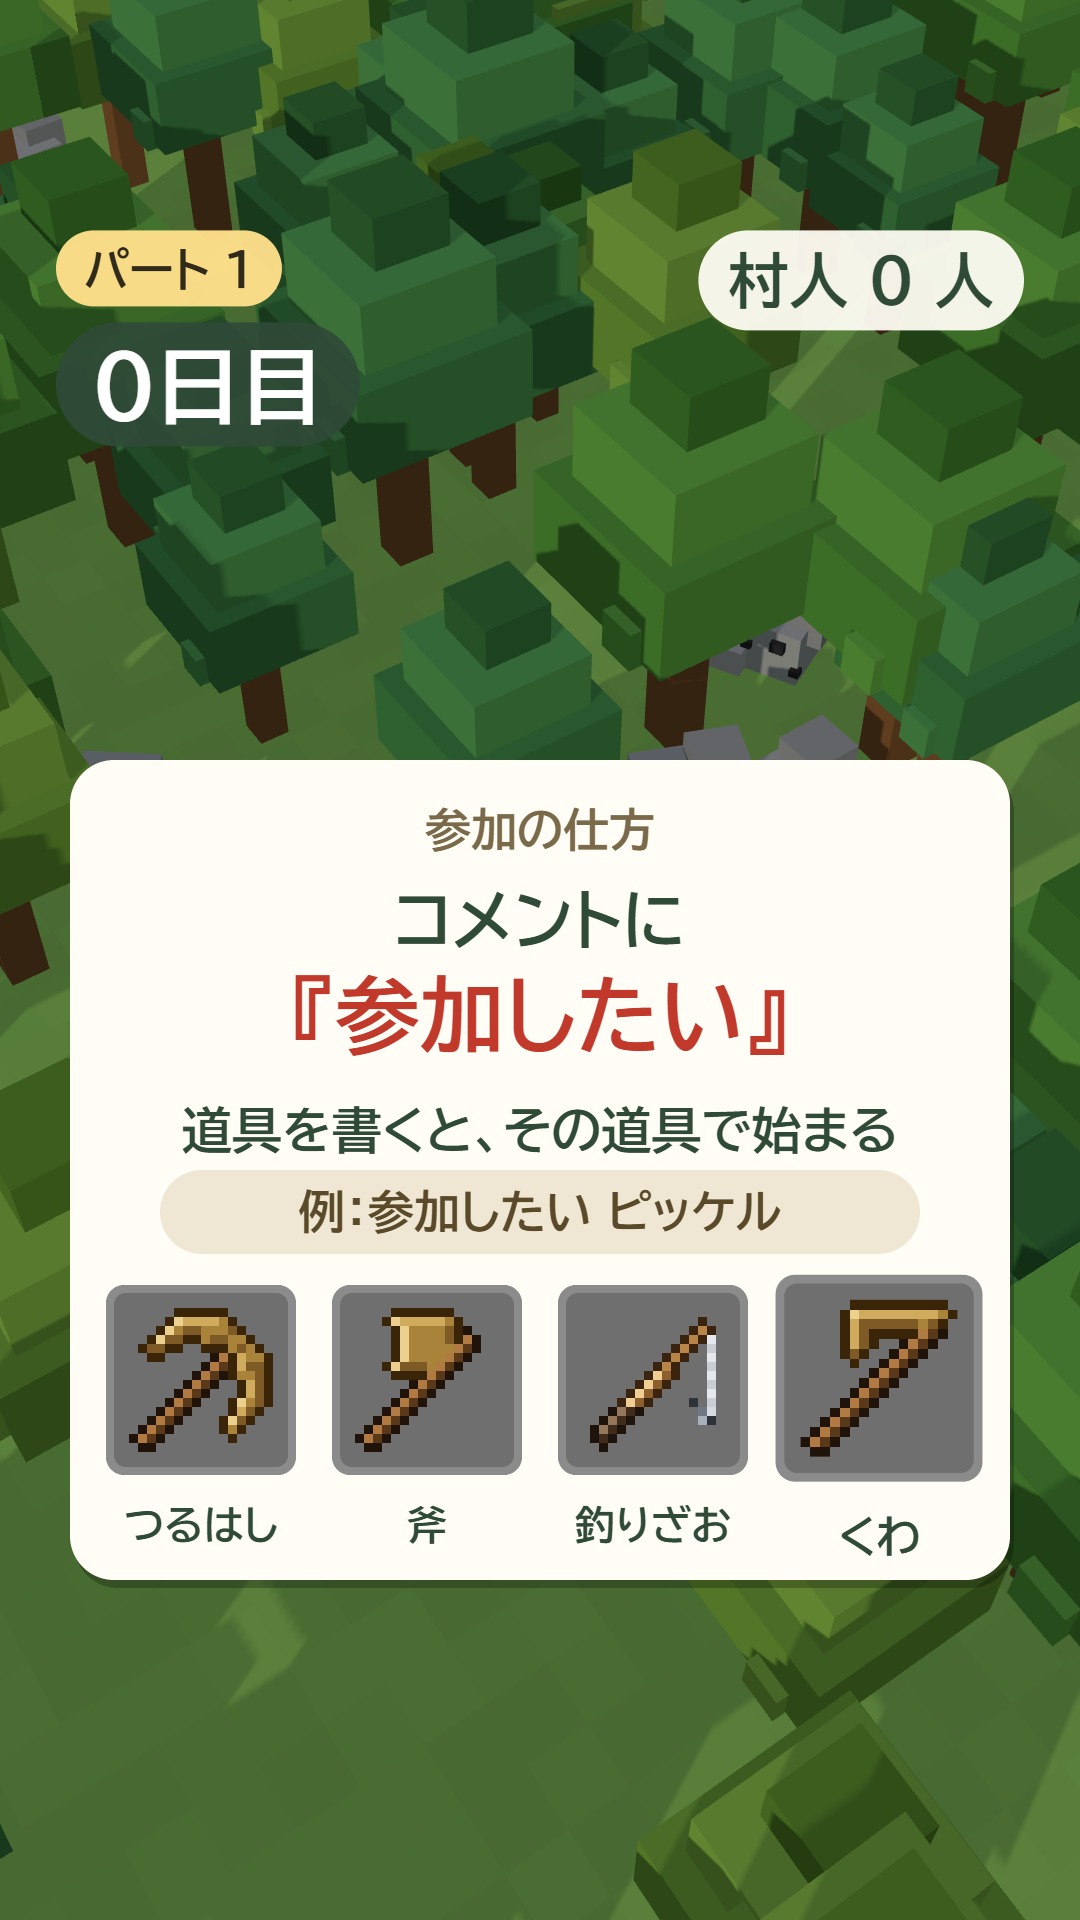 パート 1
0日目
村人 0 人
参加の仕方
コメントに
『参加したい』
道具を書くと、その道具で始まる
例：参加したい ピッケル
つるはし
斧
釣りざお
くわ